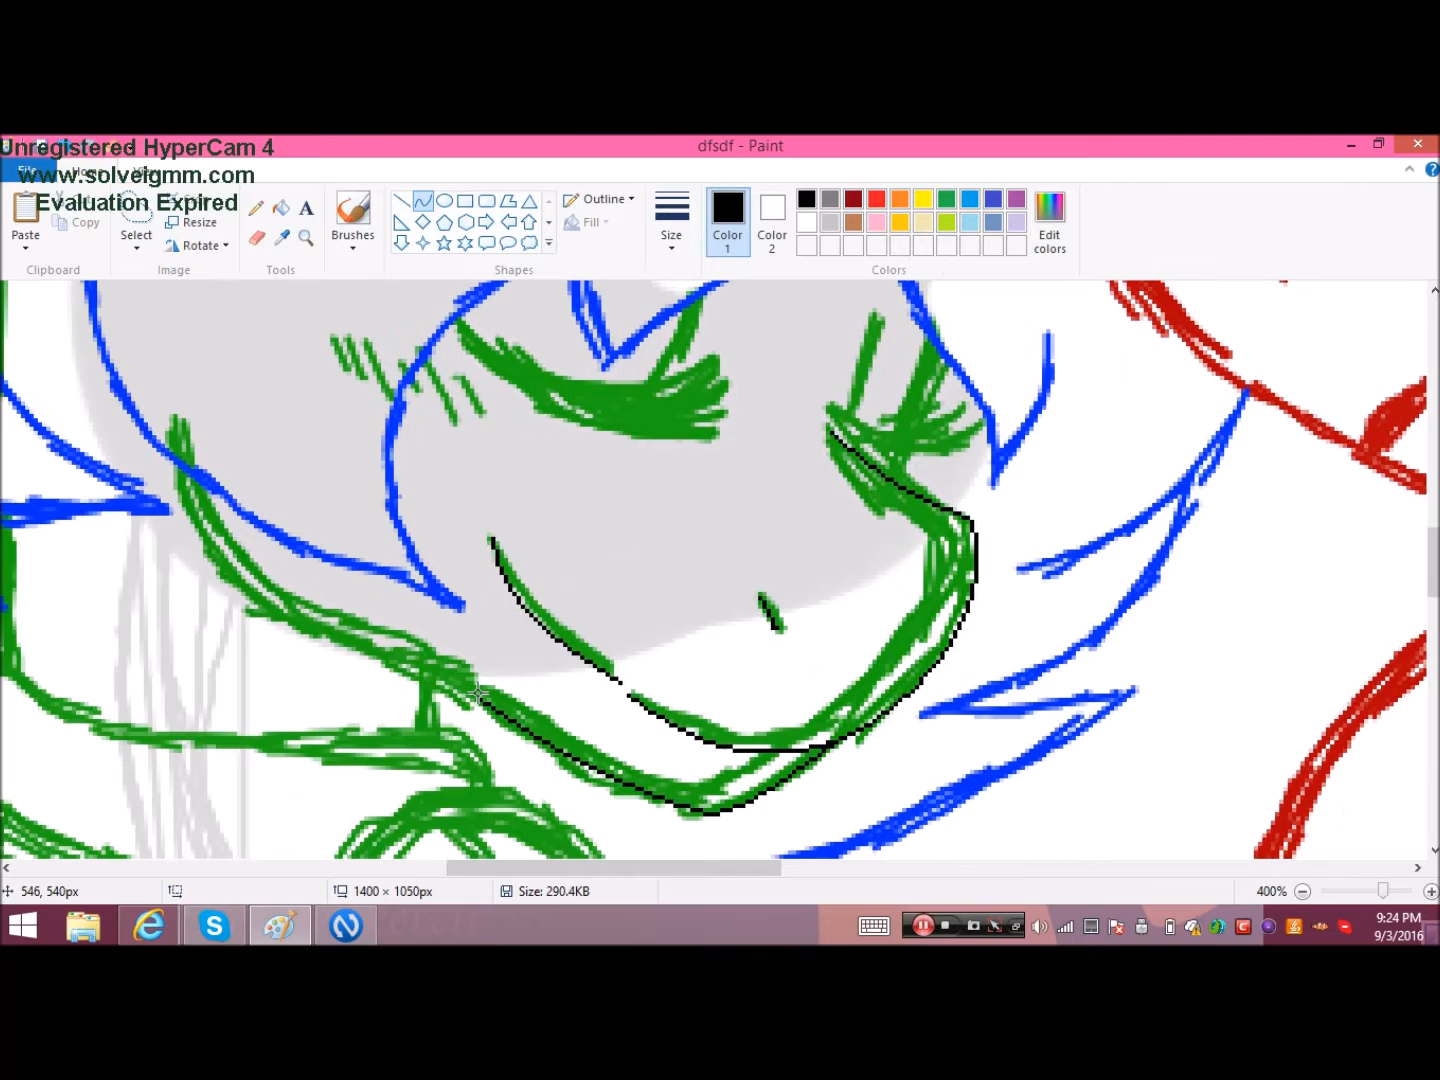 Unregistered HyperCam 4
www.solveigmm.com
Evaluation Expired
dfsdf - Paint
File
Paste
Copy
Clipboard
Select
Resize
Rotate
Image
A
Tools
Brushes
Outline
Fill
Shapes
Size
Color 1
Color 2
Edit colors
Colors
546, 540px
1400 × 1050px
Size: 290.4KB
400%
9:24 PM
9/3/2016